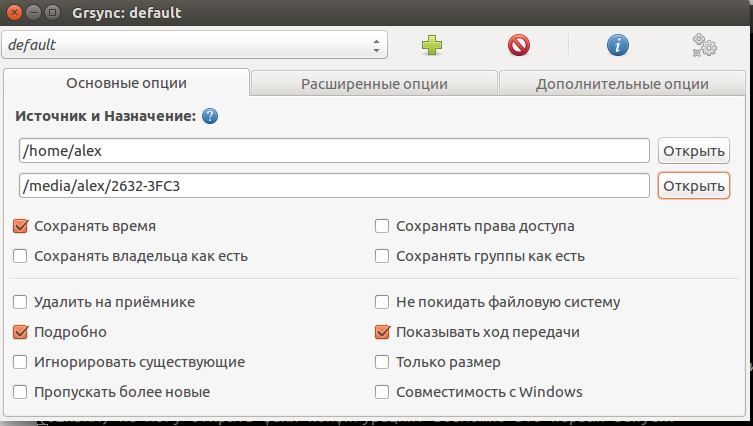 Grsync: default
default
Основные опции
Расширенные опции
Дополнительные опции
Источник и Назначение:
/home/alex
Открыть
/media/alex/2632-3FC3
Открыть
Сохранять время
Сохранять права доступа
Сохранять владельца как есть
Сохранять группы как есть
Удалить на приёмнике
Не покидать файловую систему
Подробно
Показывать ход передачи
Игнорировать существующие
Только размер
Пропускать более новые
Совместимость с Windows